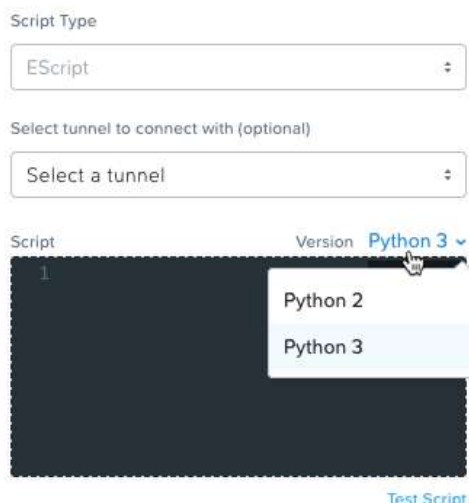 Script Type
EScript
Select tunnel to connect with (optional)
Select a tunnel
Script Version Python 3
1
Python 2
Python 3
Test Script